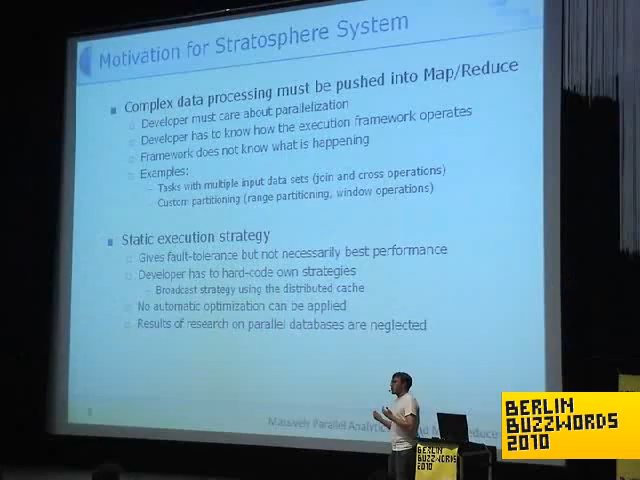 Motivation for Stratosphere System
Complex data processing must be pushed into Map/Reduce
Developer must care about parallelization
Developer has to know how the execution framework operates
Framework does not know what is happening
Examples:
Tasks with multiple input data sets (join and cross operations)
Custom partitioning (range partitioning, window operations)
Static execution strategy
Gives fault-tolerance but not necessarily best performance
Developer has to hard-code own strategies
Broadcast strategy using the distributed cache
No automatic optimization can be applied
Results of research on parallel databases are neglected
Massively Parallel Analytics
Reduce
BERLIN
BUZZWORDS
2010
BERLIN
BUZZWORDS
2010